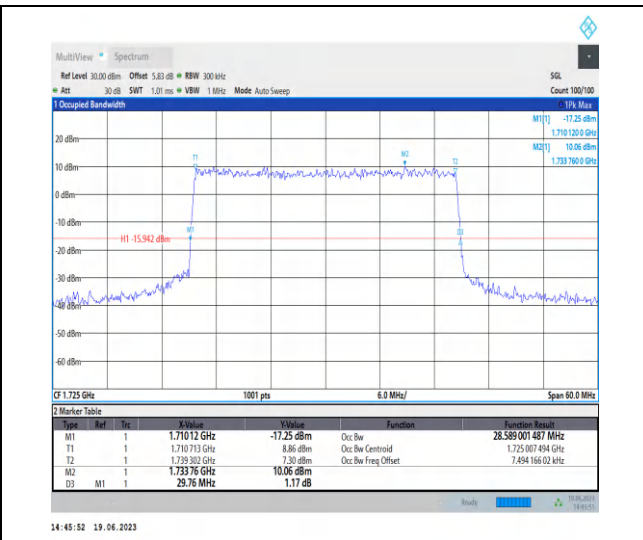 MultiView Spectrum
Ref Level 30.00 dBm Offset 5.83 dB RBW 300 kHz SGL
Att 30 dB SWT 1.01 ms VBW 1 MHz Mode Auto Sweep Count 100/100
1 Occupied Bandwidth 1Pk Max
M1[1] -17.25 dBm
1.710 120 0 GHz
M2[1] 10.06 dBm
1.733 760 0 GHz
20 dBm
T1 M2 T2
10 dBm
0 dBm
-10 dBm
M1 D3
H1 -15.942 dBm
-20 dBm
-30 dBm
-40 dBm
-50 dBm
-60 dBm
CF 1.725 GHz 1001 pts 6.0 MHz/ Span 60.0 MHz
2 Marker Table
Type Ref Trc X-Value Y-Value Function Function Result
M1 1 1.71012 GHz -17.25 dBm Occ Bw 28.589 001 487 MHz
T1 1 1.710 713 GHz 8.86 dBm Occ Bw Centroid 1.725 007 494 GHz
T2 1 1.739 302 GHz 7.30 dBm Occ Bw Freq Offset 7.494 166 02 kHz
M2 1 1.733 76 GHz 10.06 dBm
D3 M1 1 29.76 MHz 1.17 dB
Ready 19.06.2023
14:45:51
14:45:52 19.06.2023